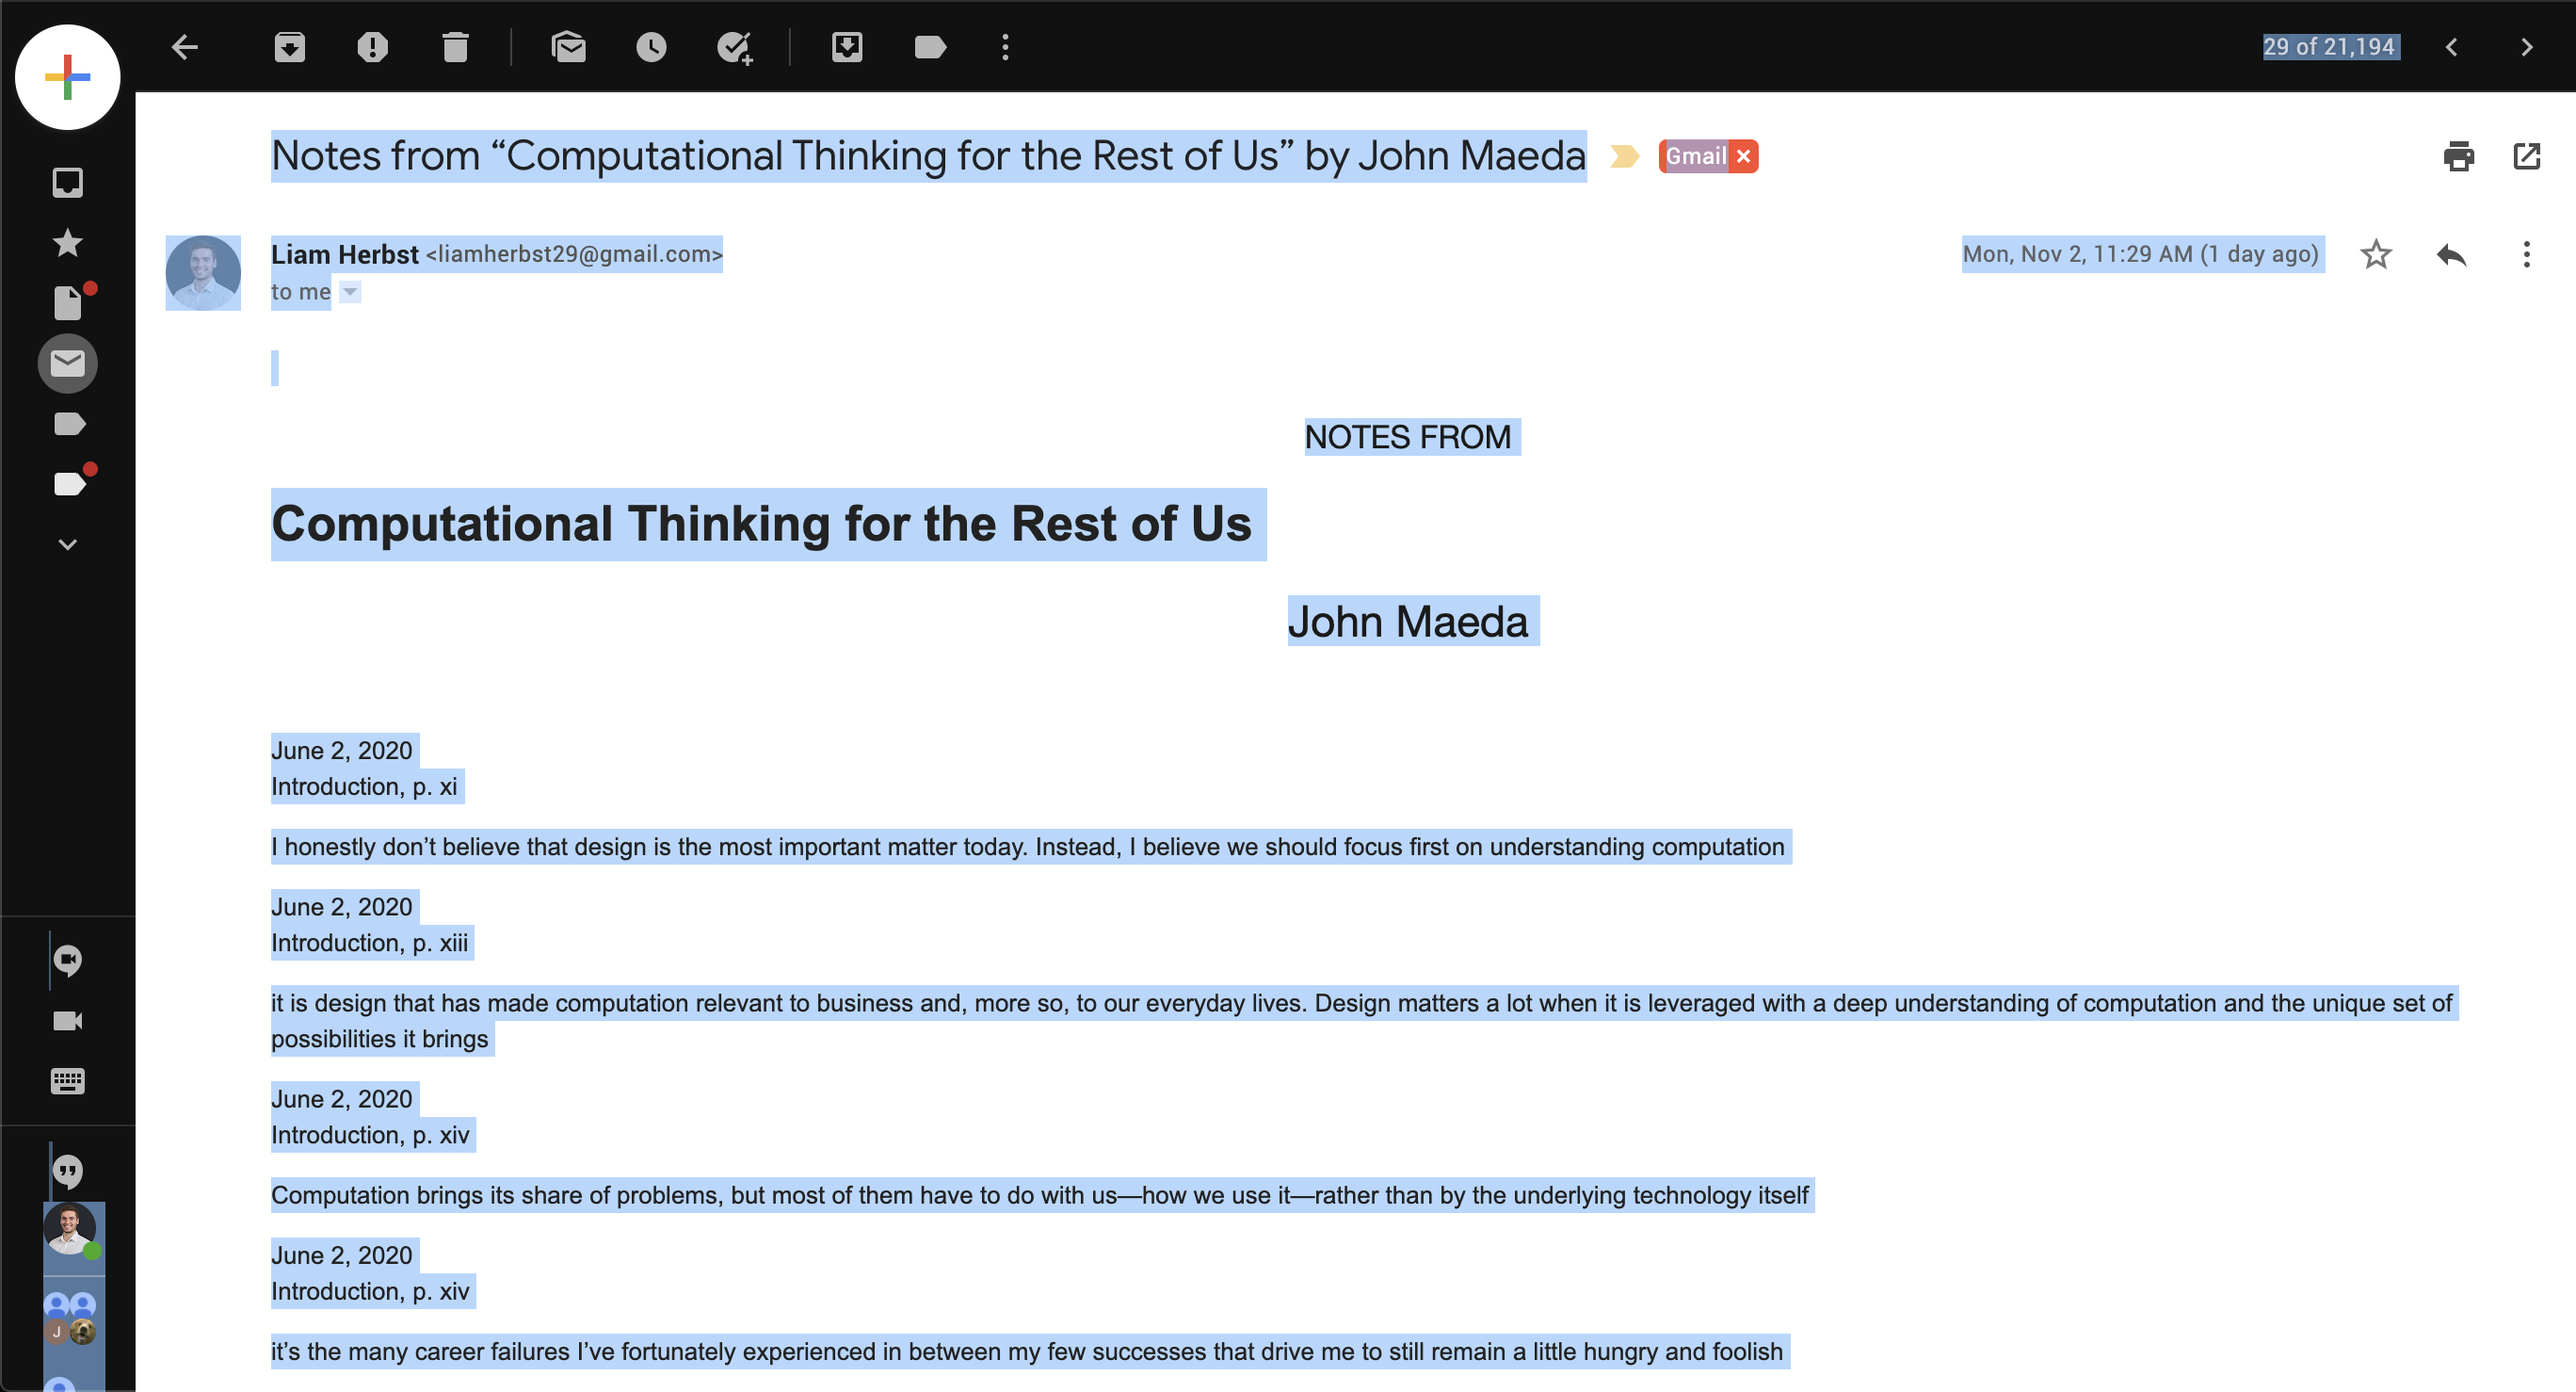 29 of 21,194
Notes from “Computational Thinking for the Rest of Us” by John Maeda
Gmail ×
Liam Herbst <liamherbst29@gmail.com>
Mon, Nov 2, 11:29 AM (1 day ago)
to me
NOTES FROM
Computational Thinking for the Rest of Us
John Maeda
June 2, 2020
Introduction, p. xi
I honestly don’t believe that design is the most important matter today. Instead, I believe we should focus first on understanding computation
June 2, 2020
Introduction, p. xiii
it is design that has made computation relevant to business and, more so, to our everyday lives. Design matters a lot when it is leveraged with a deep understanding of computation and the unique set of
possibilities it brings
June 2, 2020
Introduction, p. xiv
Computation brings its share of problems, but most of them have to do with us—how we use it—rather than by the underlying technology itself
June 2, 2020
Introduction, p. xiv
J
it’s the many career failures I’ve fortunately experienced in between my few successes that drive me to still remain a little hungry and foolish